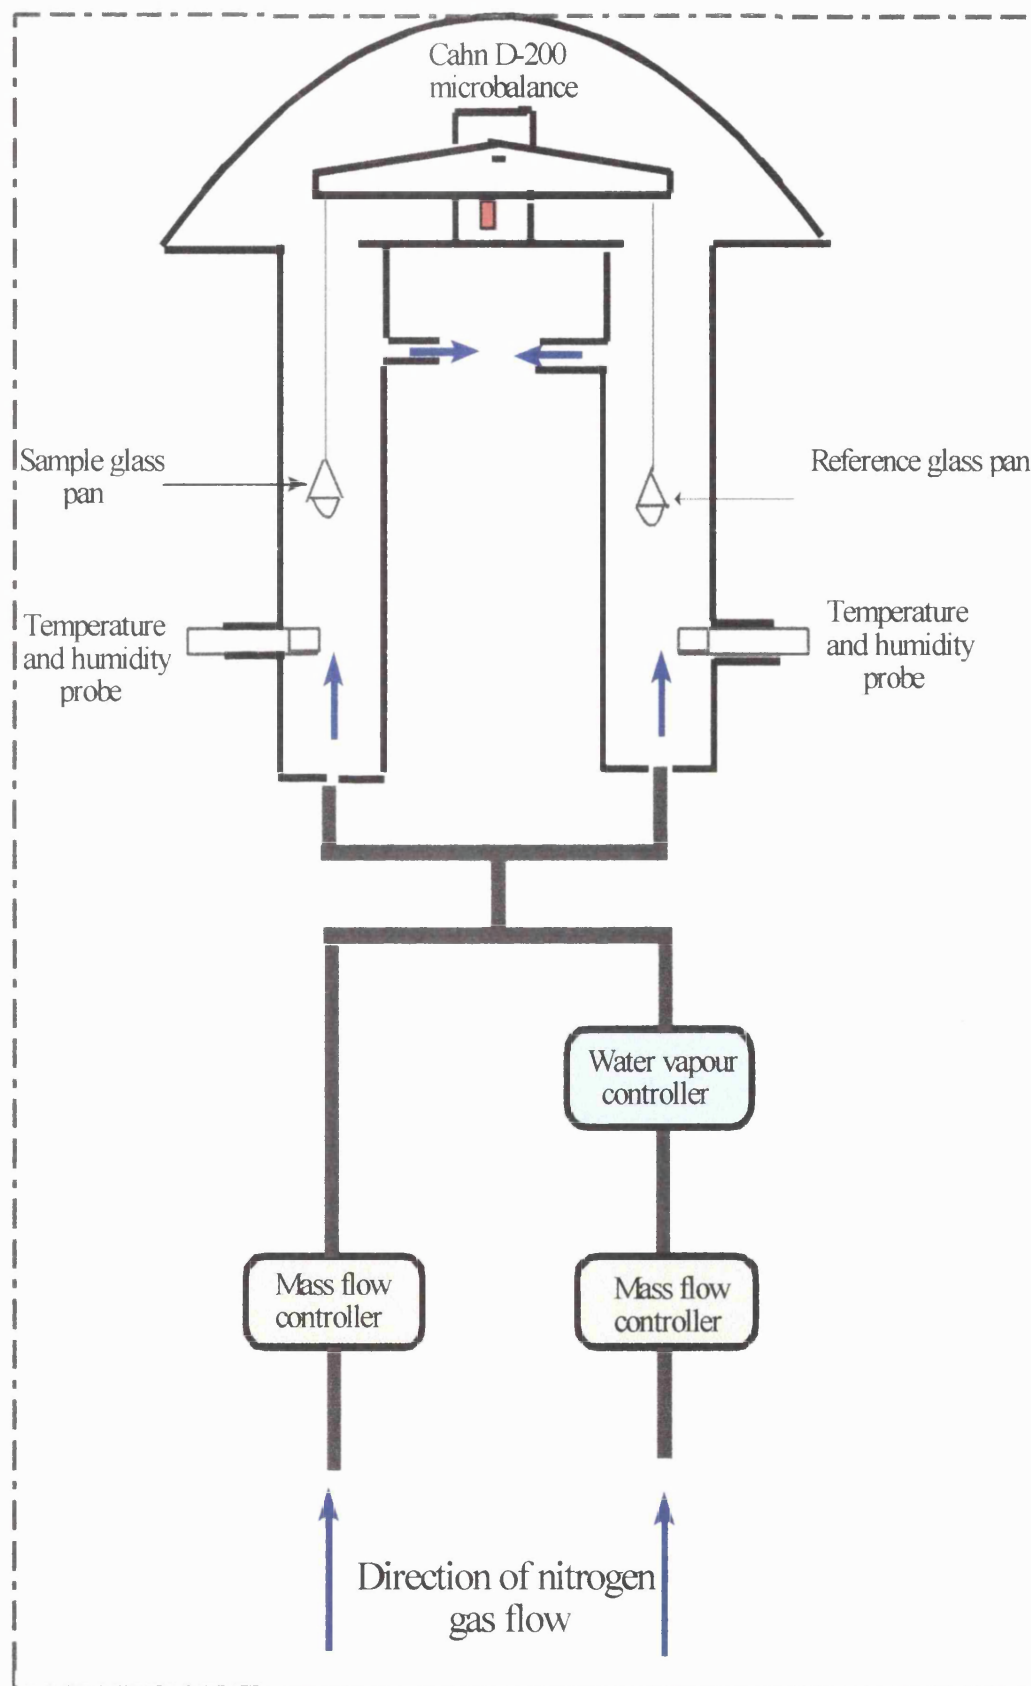 Cahn D-200
microbalance
Sample glass
pan
Reference glass pan
Temperature
and humidity
probe
Temperature
and humidity
probe
Water vapour
controller
Mass flow
controller
Mass flow
controller
Direction of nitrogen
gas flow